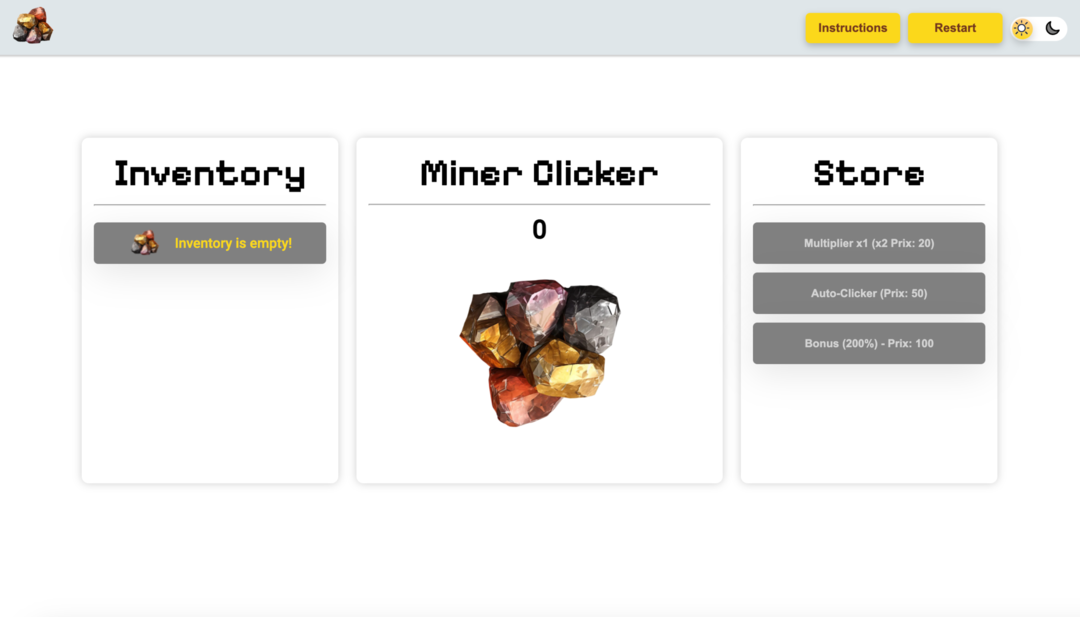 Instructions
Restart
Inventory
Inventory is empty!
Miner Clicker
0
Store
Multiplier x1 (x2 Prix: 20)
Auto-Clicker (Prix: 50)
Bonus (200%) - Prix: 100